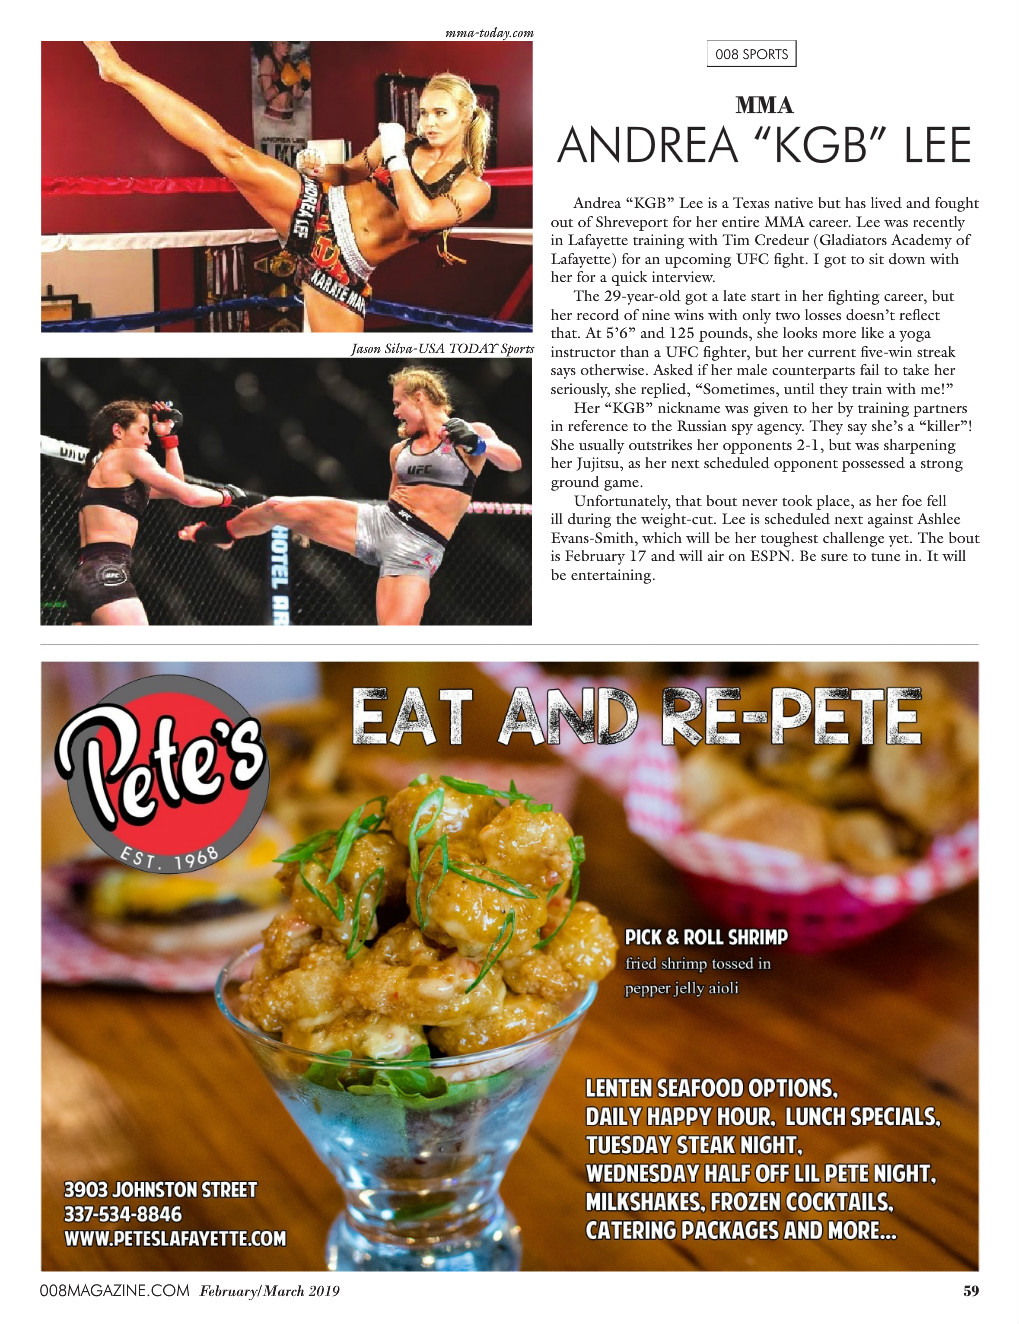 mma-today.com
ANDREA LEE
KARATE MAN
Jason Silva-USA TODAY Sports
UFC
UFC
HOTEL
008 SPORTS
MMA
ANDREA “KGB” LEE
Andrea “KGB” Lee is a Texas native but has lived and fought
out of Shreveport for her entire MMA career. Lee was recently
in Lafayette training with Tim Credeur (Gladiators Academy of
Lafayette) for an upcoming UFC fight. I got to sit down with
her for a quick interview.
The 29-year-old got a late start in her fighting career, but
her record of nine wins with only two losses doesn’t reflect
that. At 5’6” and 125 pounds, she looks more like a yoga
instructor than a UFC fighter, but her current five-win streak
says otherwise. Asked if her male counterparts fail to take her
seriously, she replied, “Sometimes, until they train with me!”
Her “KGB” nickname was given to her by training partners
in reference to the Russian spy agency. They say she’s a “killer”!
She usually outstrikes her opponents 2-1, but was sharpening
her Jujitsu, as her next scheduled opponent possessed a strong
ground game.
Unfortunately, that bout never took place, as her foe fell
ill during the weight-cut. Lee is scheduled next against Ashlee
Evans-Smith, which will be her toughest challenge yet. The bout
is February 17 and will air on ESPN. Be sure to tune in. It will
be entertaining.
Pete’s
EST. 1968
EAT AND RE-PETE
PICK & ROLL SHRIMP
fried shrimp tossed in
pepper jelly aioli
LENTEN SEAFOOD OPTIONS,
DAILY HAPPY HOUR, LUNCH SPECIALS,
TUESDAY STEAK NIGHT,
WEDNESDAY HALF OFF LIL PETE NIGHT,
MILKSHAKES, FROZEN COCKTAILS,
CATERING PACKAGES AND MORE...
3903 JOHNSTON STREET
337-534-8846
WWW.PETESLAFAYETTE.COM
008MAGAZINE.COM February/March 2019
59